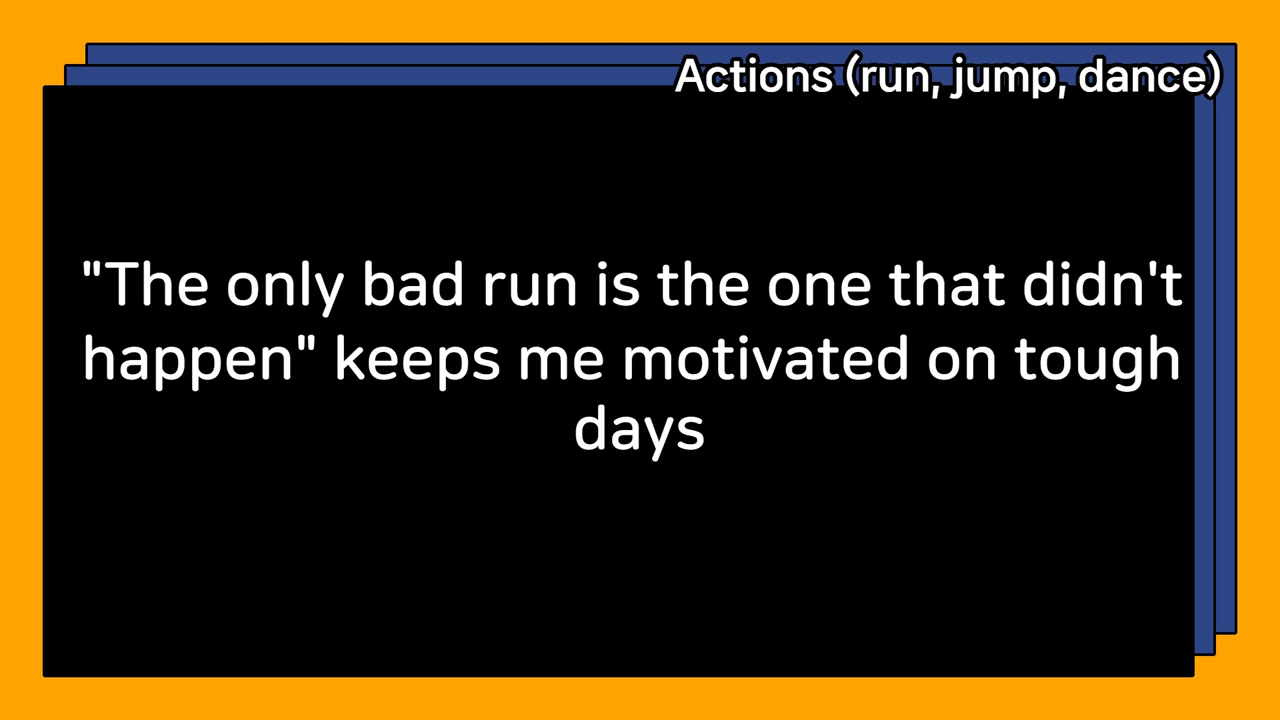 Actions (run, jump, dance)
"The only bad run is the one that didn't
happen" keeps me motivated on tough
days